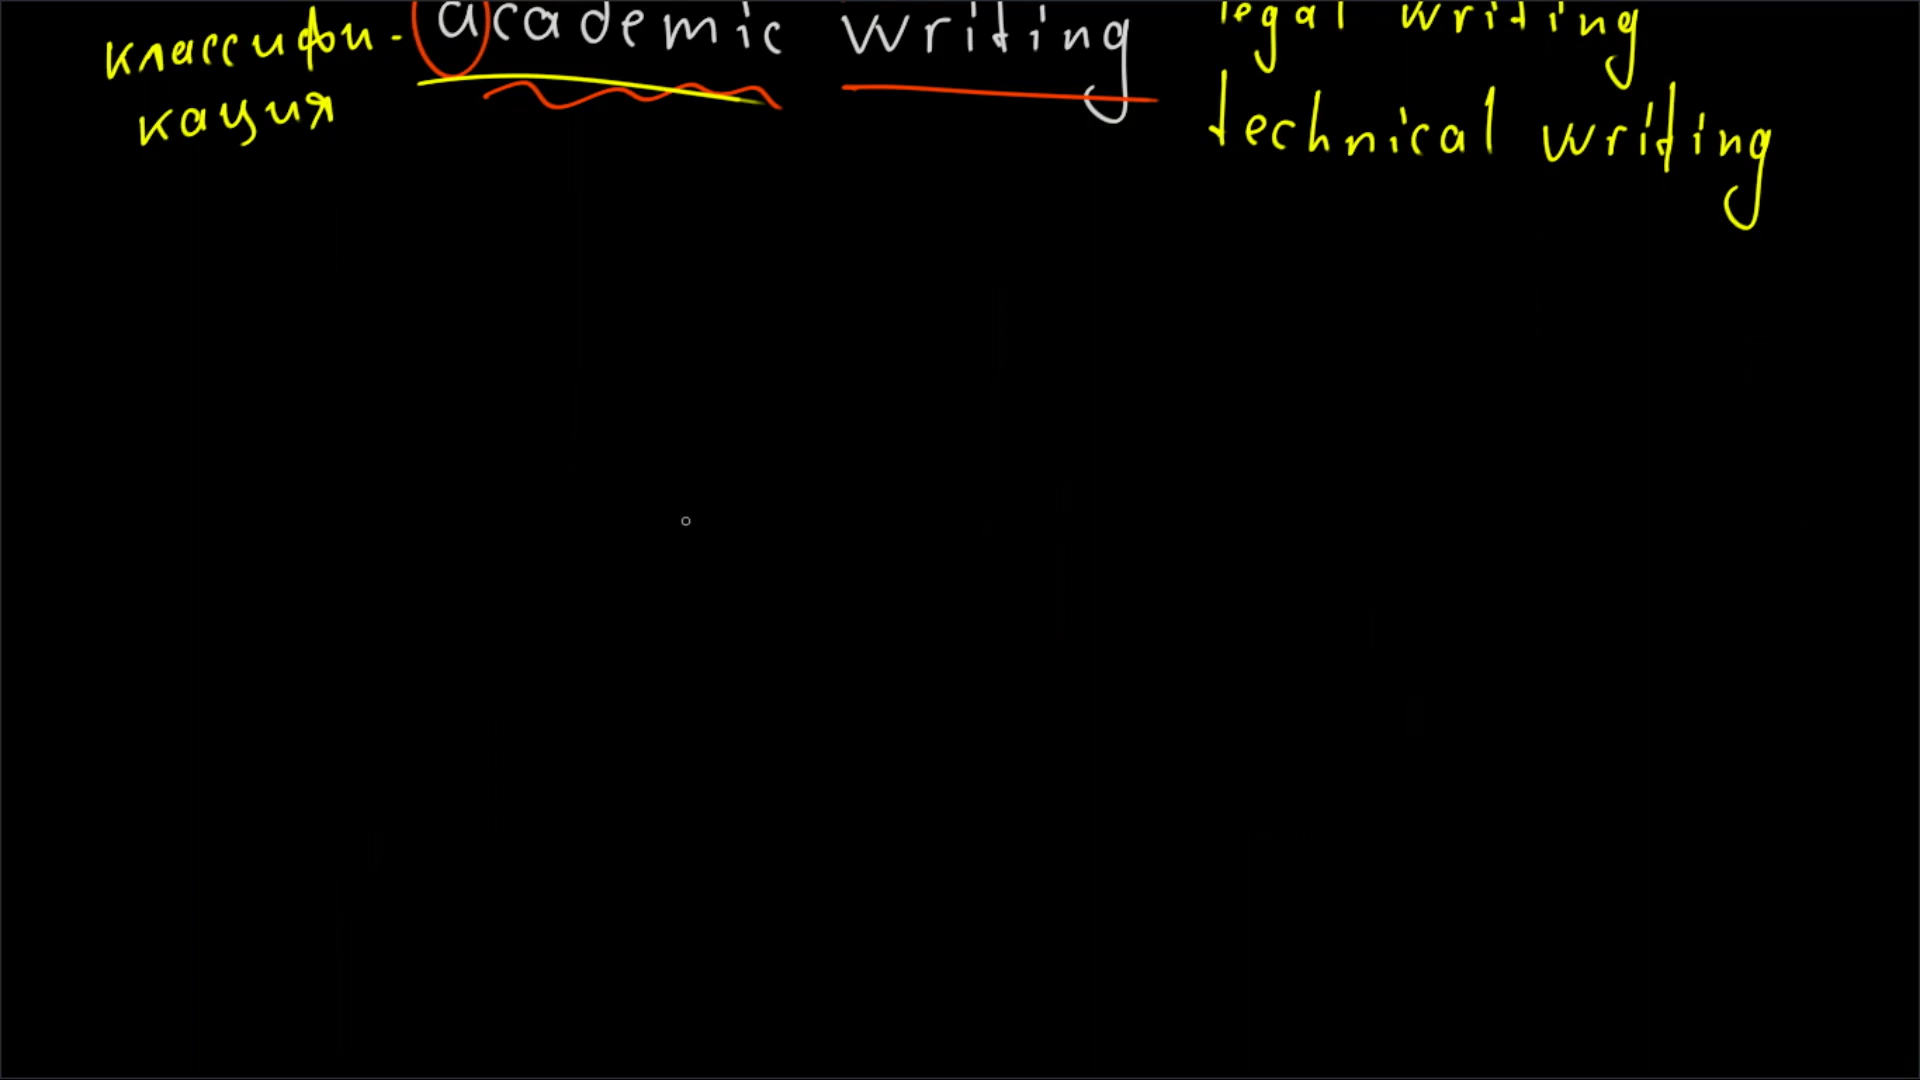 классифи-
кация
academic writing
legal writing
technical writing